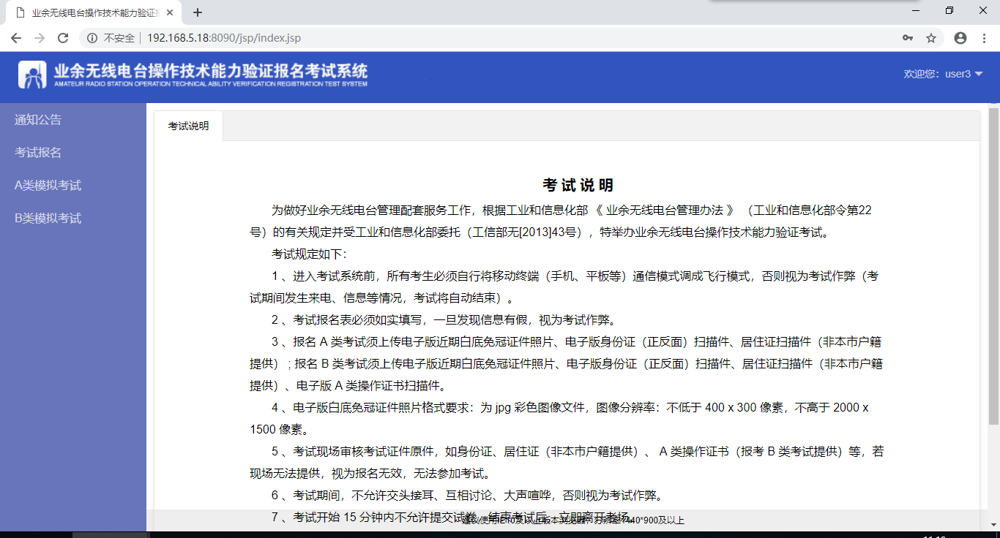 业余无线电台操作技术能力验证报
不安全
192.168.5.18:8090/jsp/index.jsp
业余无线电台操作技术能力验证报名考试系统
AMATEUR RADIO STATION OPERATION TECHNICAL ABILITY VERIFICATION REGISTRATION TEST SYSTEM
欢迎您：user3
通知公告
考试报名
A类模拟考试
B类模拟考试
考试说明
考 试 说 明
为做好业余无线电台管理配套服务工作，根据工业和信息化部 《 业余无线电台管理办法 》 （工业和信息化部令第22
号）的有关规定并受工业和信息化部委托（工信部无[2013]43号），特举办业余无线电台操作技术能力验证考试。
考试规定如下：
1 、进入考试系统前，所有考生必须自行将移动终端（手机、平板等）通信模式调成飞行模式，否则视为考试作弊（考
试期间发生来电、信息等情况，考试将自动结束）。
2 、考试报名表必须如实填写，一旦发现信息有假，视为考试作弊。
3 、报名 A 类考试须上传电子版近期白底免冠证件照片、电子版身份证（正反面）扫描件、居住证扫描件（非本市户籍
提供） ; 报名 B 类考试须上传电子版近期白底免冠证件照片、电子版身份证（正反面）扫描件、居住证扫描件（非本市户籍
提供）、电子版 A 类操作证书扫描件。
4 、电子版白底免冠证件照片格式要求：为 jpg 彩色图像文件，图像分辨率：不低于 400 x 300 像素，不高于 2000 x
1500 像素。
5 、考试现场审核考试证件原件，如身份证、居住证（非本市户籍提供）、 A 类操作证书（报考 B 类考试提供）等，若
现场无法提供，视为报名无效，无法参加考试。
6 、考试期间，不允许交头接耳、互相讨论、大声喧哗，否则视为考试作弊。
7 、考试开始 15 分钟内不允许提交试卷，结束考试后，立即离开考场。
建议使用IE10及以上版本浏览器，分辨率1440*900及以上